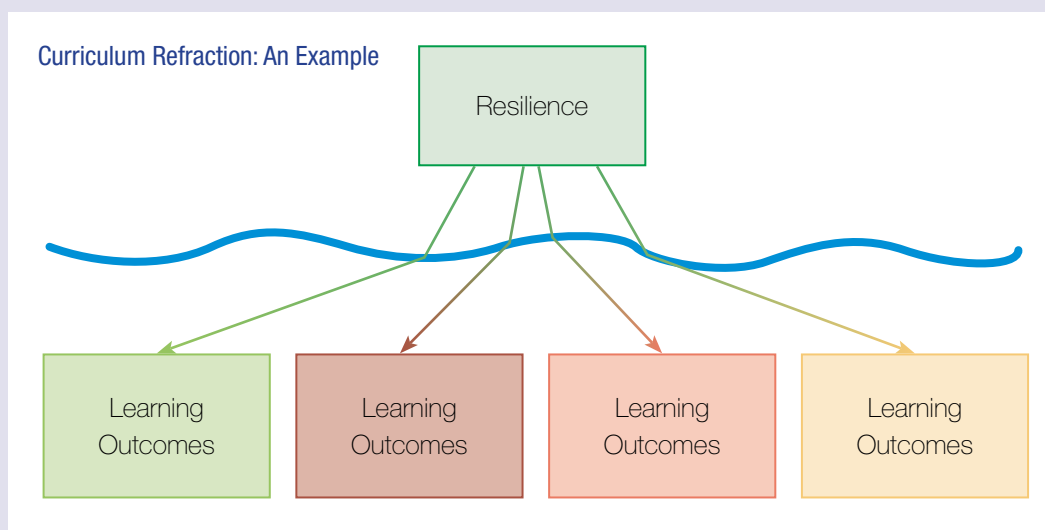 Curriculum Refraction: An Example
Resilience
Learning
Outcomes
Learning
Outcomes
Learning
Outcomes
Learning
Outcomes